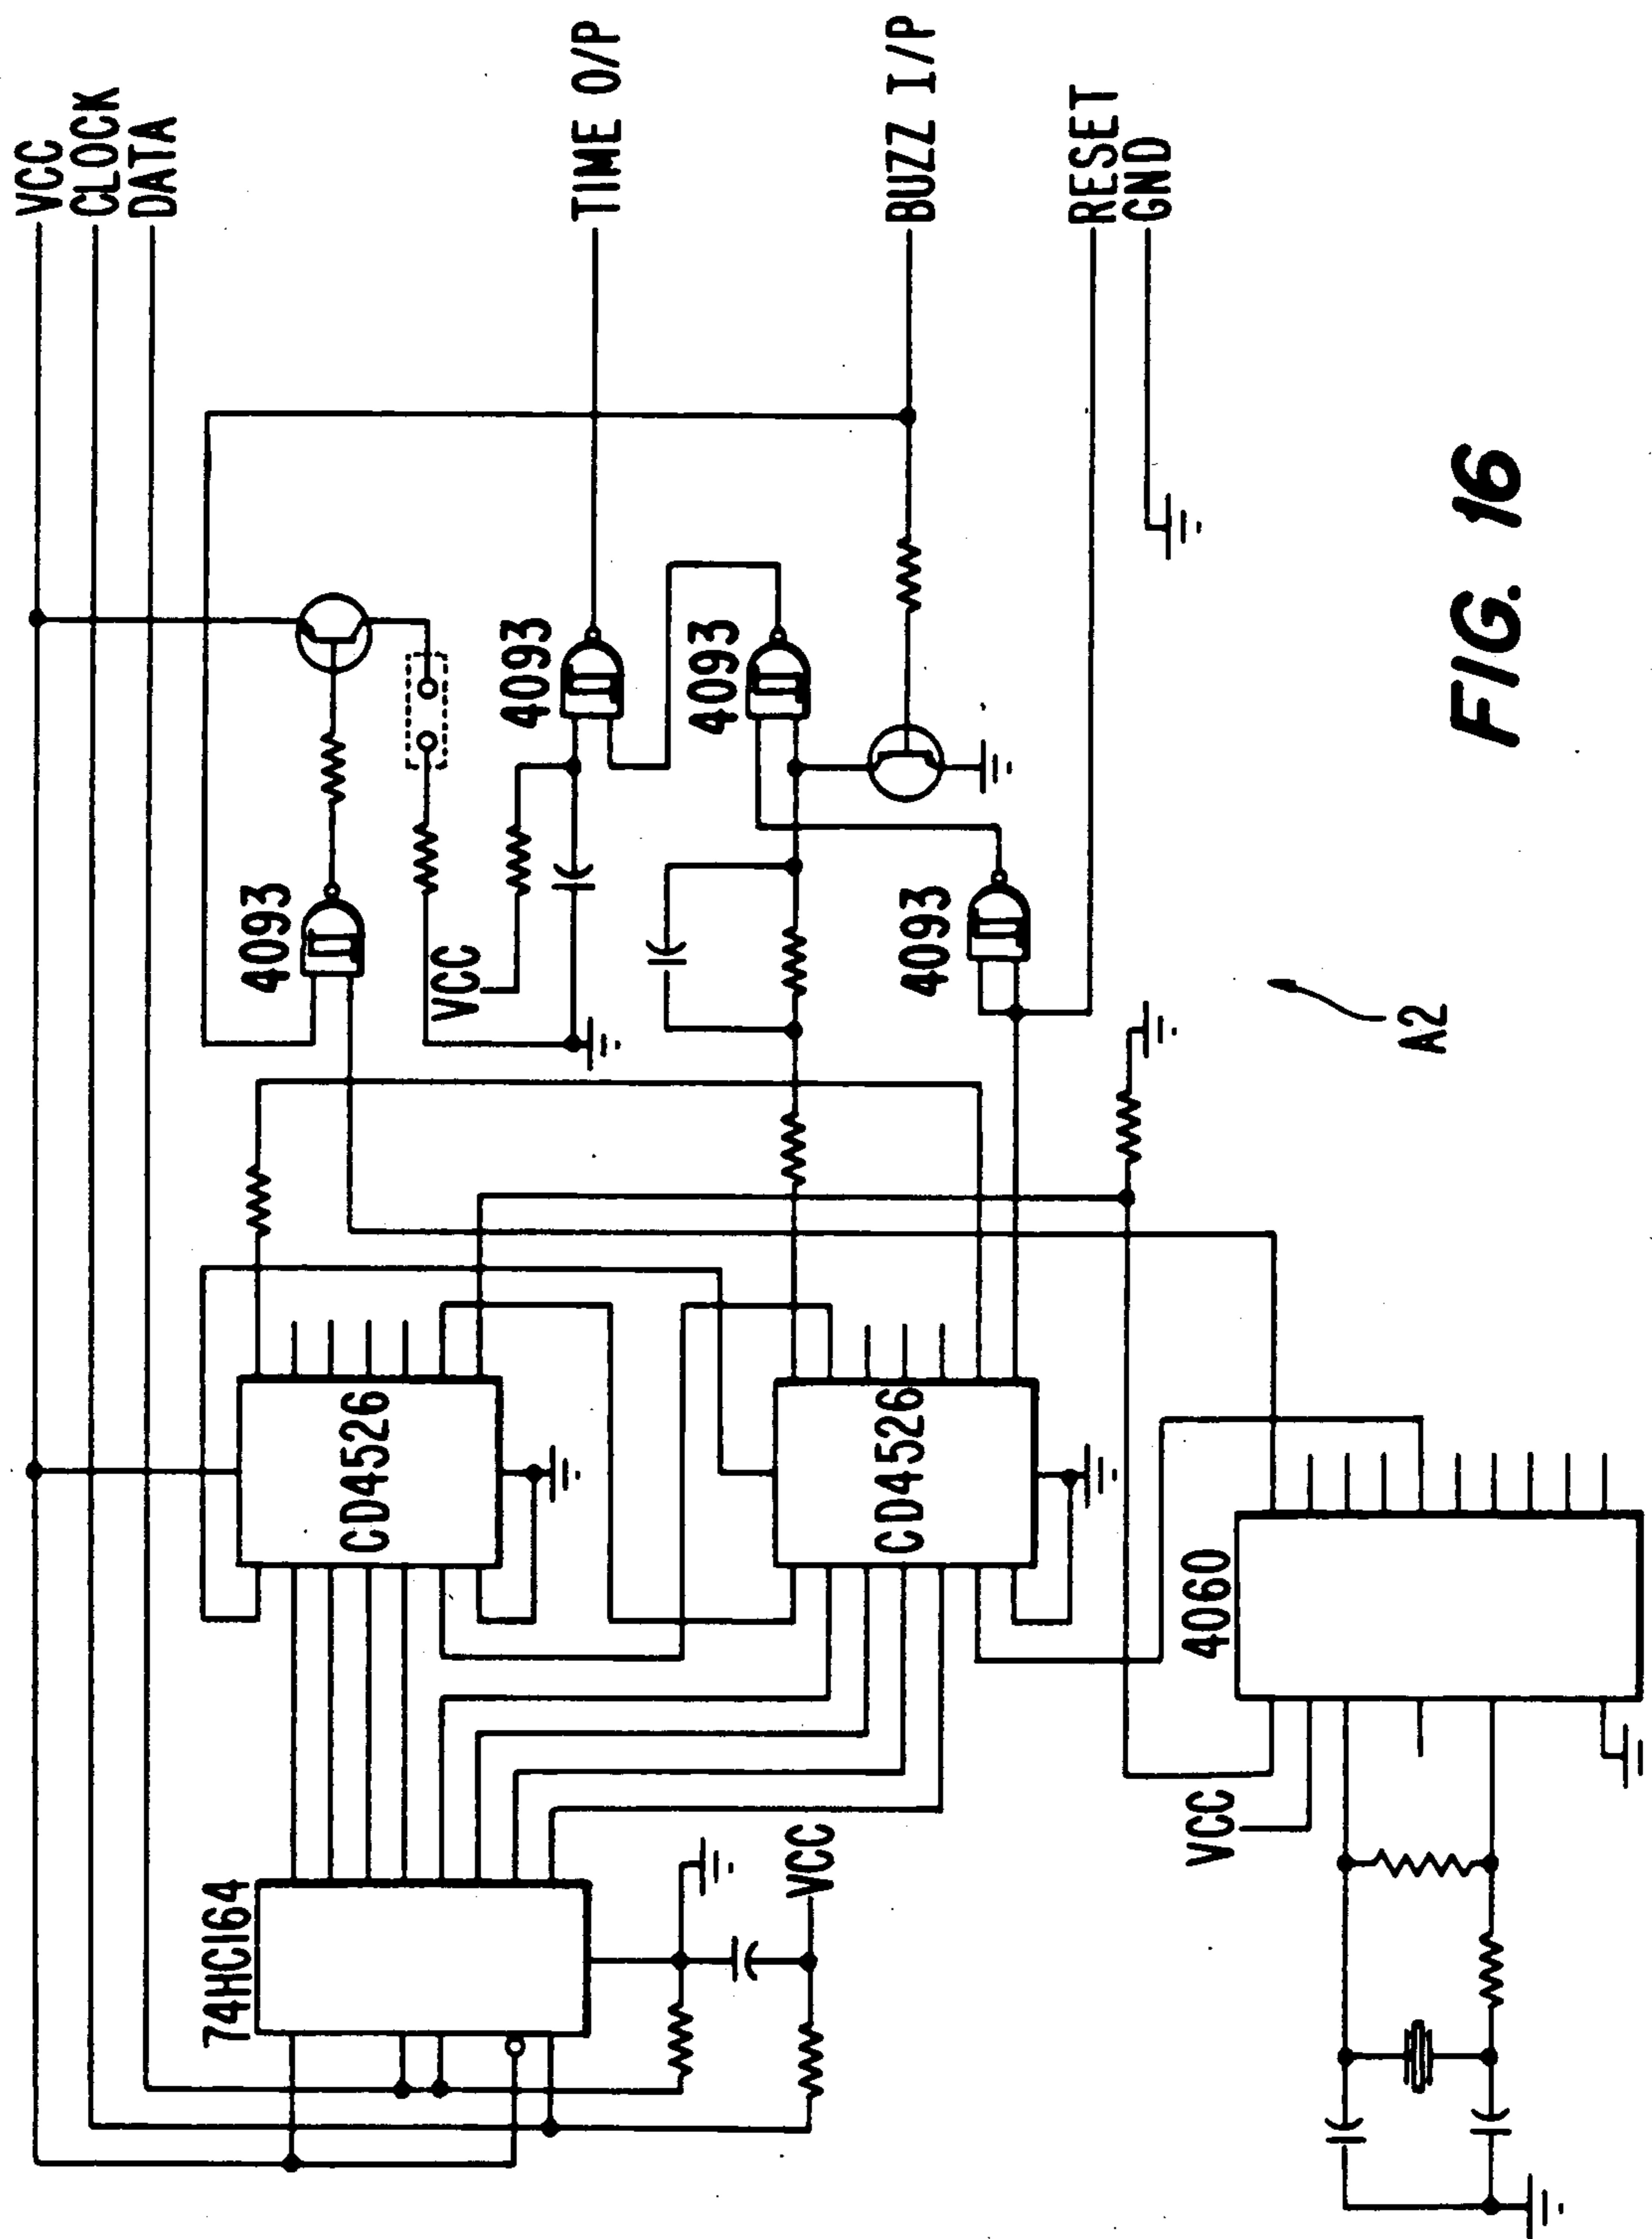 VCC
CLOCK
DATA
TIME O/P
BUZZ I/P
RESET
GND
4093
4093
4093
4093
VCC
CD4526
CD4526
74HC164
VCC
4060
VCC
A2
FIG. 16